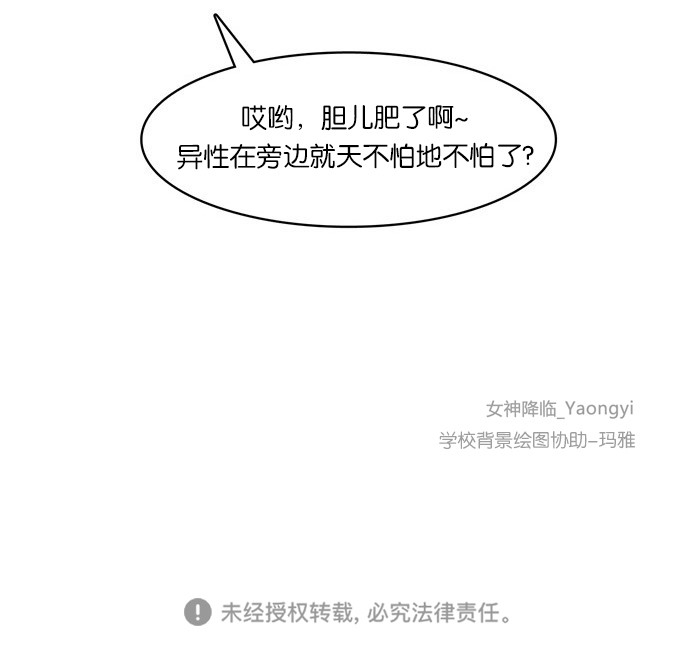 哎哟，胆儿肥了啊~
异性在旁边就天不怕地不怕了?
女神降临_Yaongyi
学校背景绘图协助-玛雅
未经授权转载, 必究法律责任。